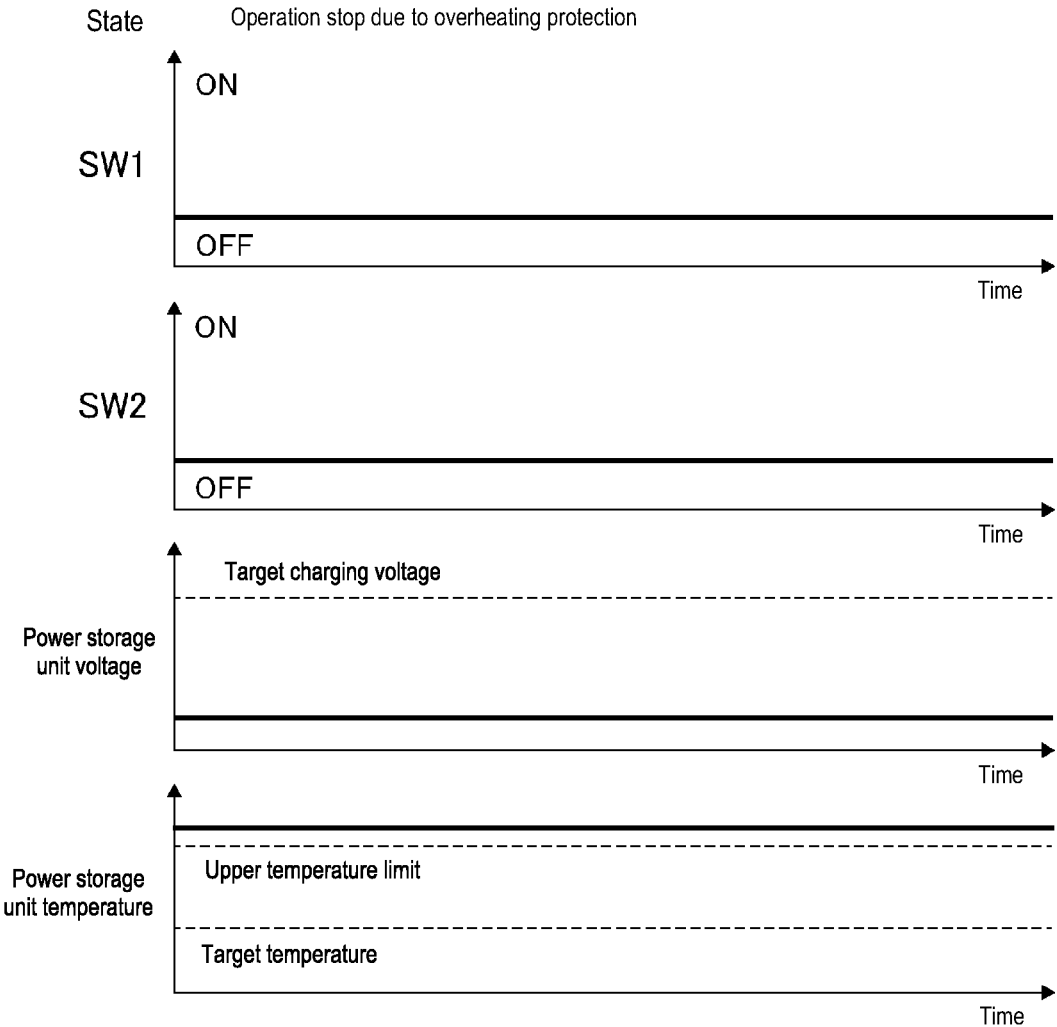 State
Operation stop due to overheating protection
ON
SW1
OFF
Time
ON
SW2
OFF
Time
Target charging voltage
Power storage
unit voltage
Time
Upper temperature limit
Power storage
unit temperature
Target temperature
Time